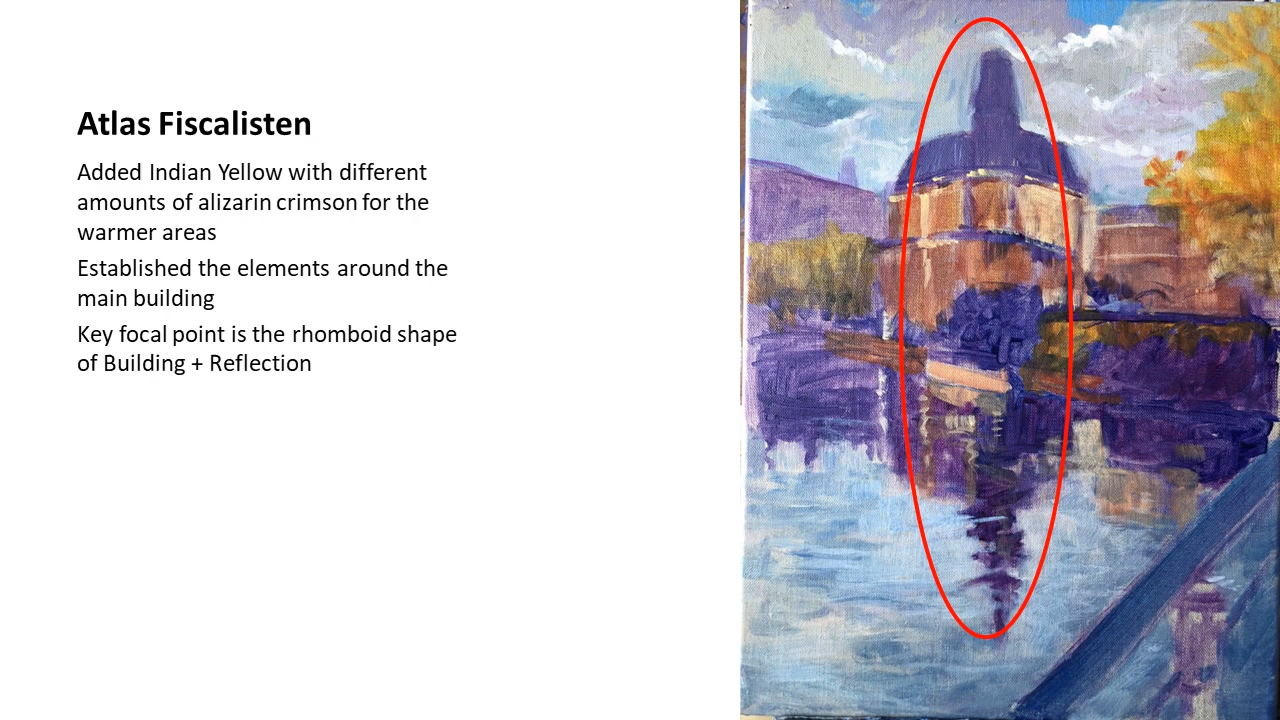 Atlas Fiscalisten
Added Indian Yellow with different
amounts of alizarin crimson for the
warmer areas
Established the elements around the
main building
Key focal point is the rhomboid shape
of Building + Reflection